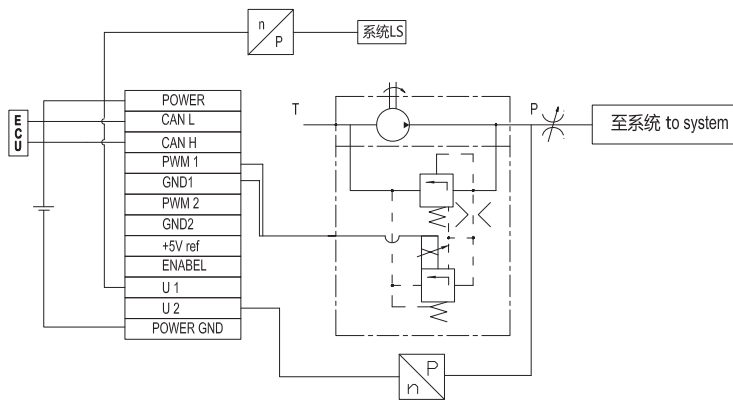 n
P
系统LS
ECU
POWER
CAN L
CAN H
PWM 1
GND1
PWM 2
GND2
+5V ref
ENABEL
U 1
U 2
POWER GND
T
P
至系统 to system
P
n